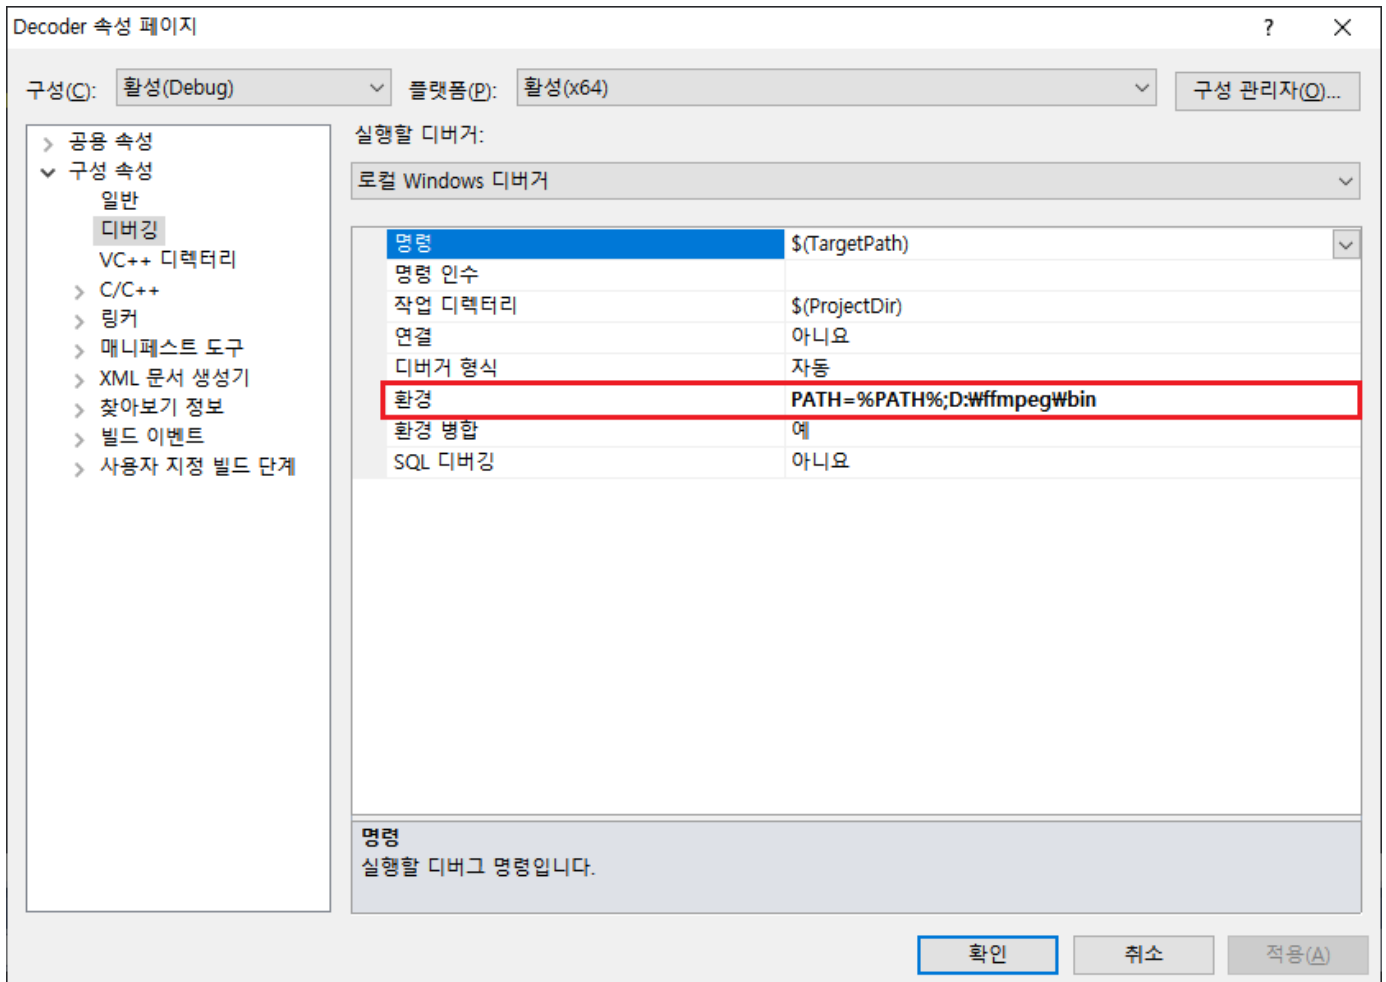 Decoder 속성 페이지
?
구성(C): 활성(Debug) 플랫폼(P): 활성(x64) 구성 관리자(O)...
공용 속성
구성 속성
일반
디버깅
VC++ 디렉터리
C/C++
링커
매니페스트 도구
XML 문서 생성기
찾아보기 정보
빌드 이벤트
사용자 지정 빌드 단계
실행할 디버거:
로컬 Windows 디버거
명령 $(TargetPath)
명령 인수
작업 디렉터리 $(ProjectDir)
연결 아니요
디버거 형식 자동
환경 PATH=%PATH%;D:₩ffmpeg₩bin
환경 병합 예
SQL 디버깅 아니요
명령
실행할 디버그 명령입니다.
확인 취소 적용(A)